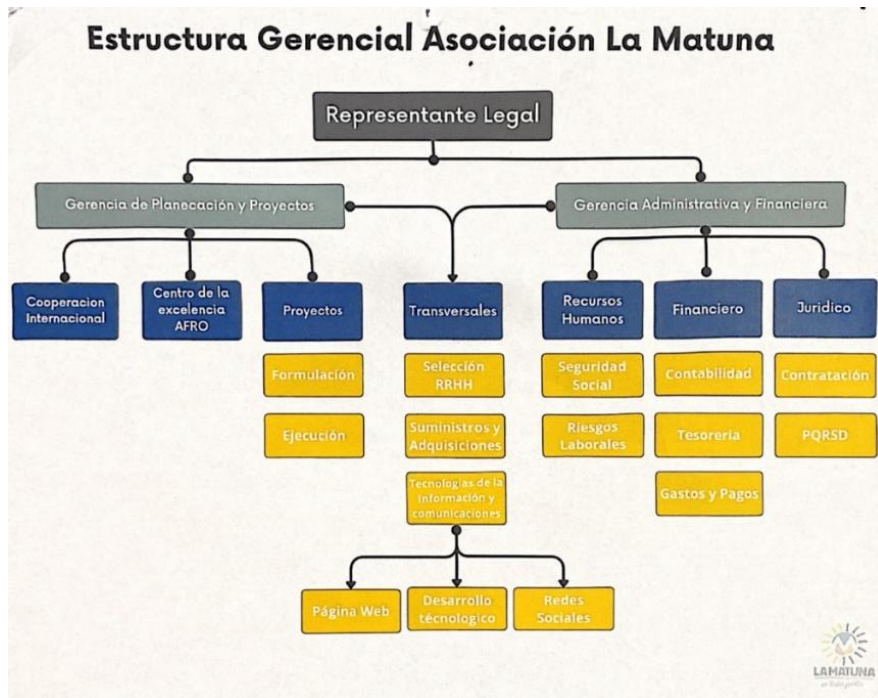 Estructura Gerencial Asociación La Matuna
Representante Legal
Gerencia de Planecación y Proyectos
Gerencia Administrativa y Financiera
Cooperacion
Internacional
Centro de la
excelencia
AFRO
Proyectos
Transversales
Recursos
Humanos
Financiero
Juridico
Formulación
Selección
RRHH
Seguridad
Social
Contabilidad
Contratación
Ejecución
Suministros y
Adquisiciones
Riesgos
Laborales
Tesoreria
PQRSD
Tecnologias de la
Información y
comunicaciones
Gastos y Pagos
Página Web
Desarrollo
técnologico
Redes
Sociales
LAMATUNA